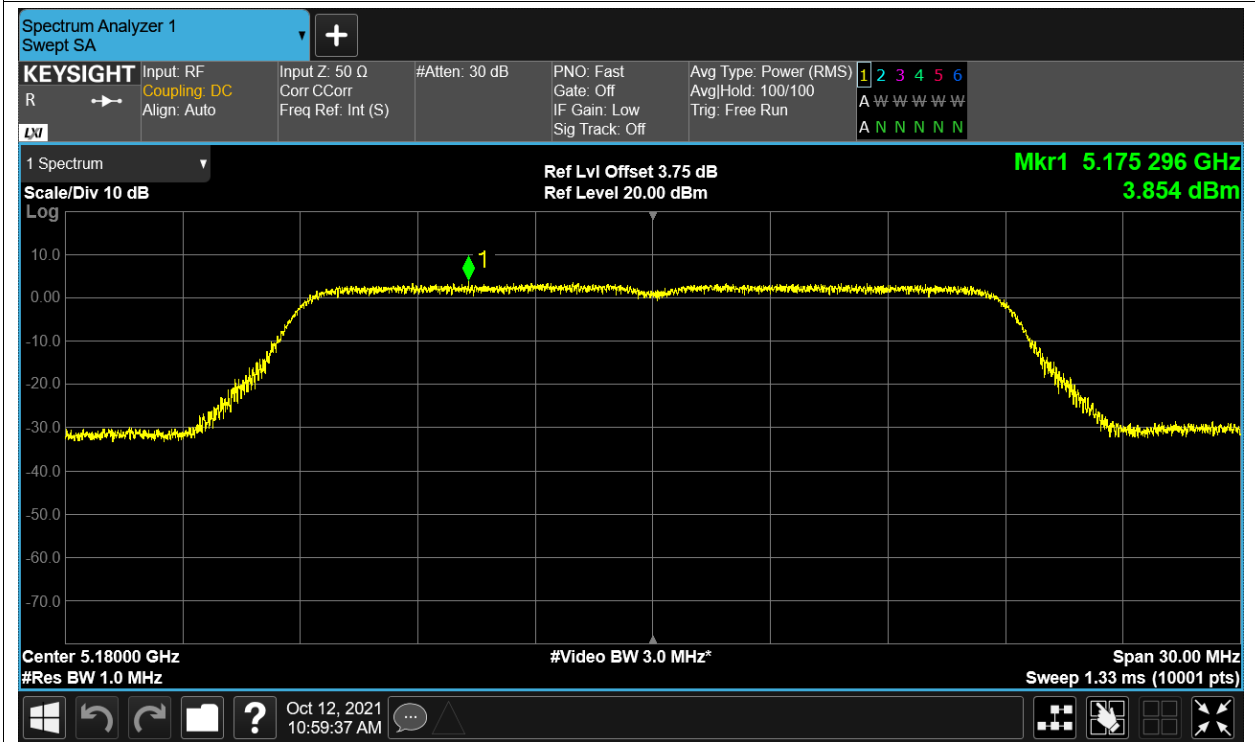 Spectrum Analyzer 1
Swept SA
KEYSIGHT
R
LXI
Input: RF
Coupling: DC
Align: Auto
Input Z: 50 Ω
Corr CCorr
Freq Ref: Int (S)
#Atten: 30 dB
PNO: Fast
Gate: Off
IF Gain: Low
Sig Track: Off
Avg Type: Power (RMS)
Avg|Hold: 100/100
Trig: Free Run
1 2 3 4 5 6
A W W W W W
A N N N N N
1 Spectrum
Scale/Div 10 dB
Log
Ref Lvl Offset 3.75 dB
Ref Level 20.00 dBm
Mkr1 5.175 296 GHz
3.854 dBm
1
10.0
0.00
-10.0
-20.0
-30.0
-40.0
-50.0
-60.0
-70.0
Center 5.18000 GHz
#Res BW 1.0 MHz
#Video BW 3.0 MHz*
Span 30.00 MHz
Sweep 1.33 ms (10001 pts)
?
Oct 12, 2021
10:59:37 AM